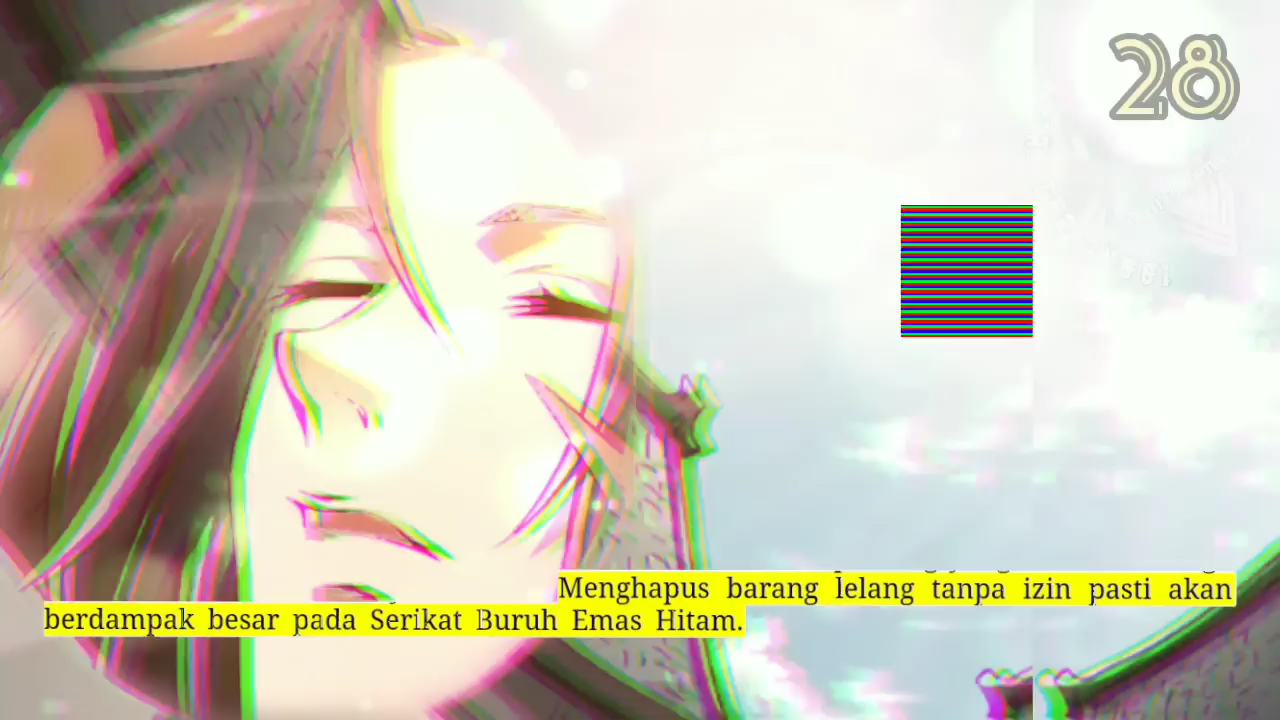 28
Menghapus barang lelang tanpa izin pasti akan
berdampak besar pada Serikat Buruh Emas Hitam.